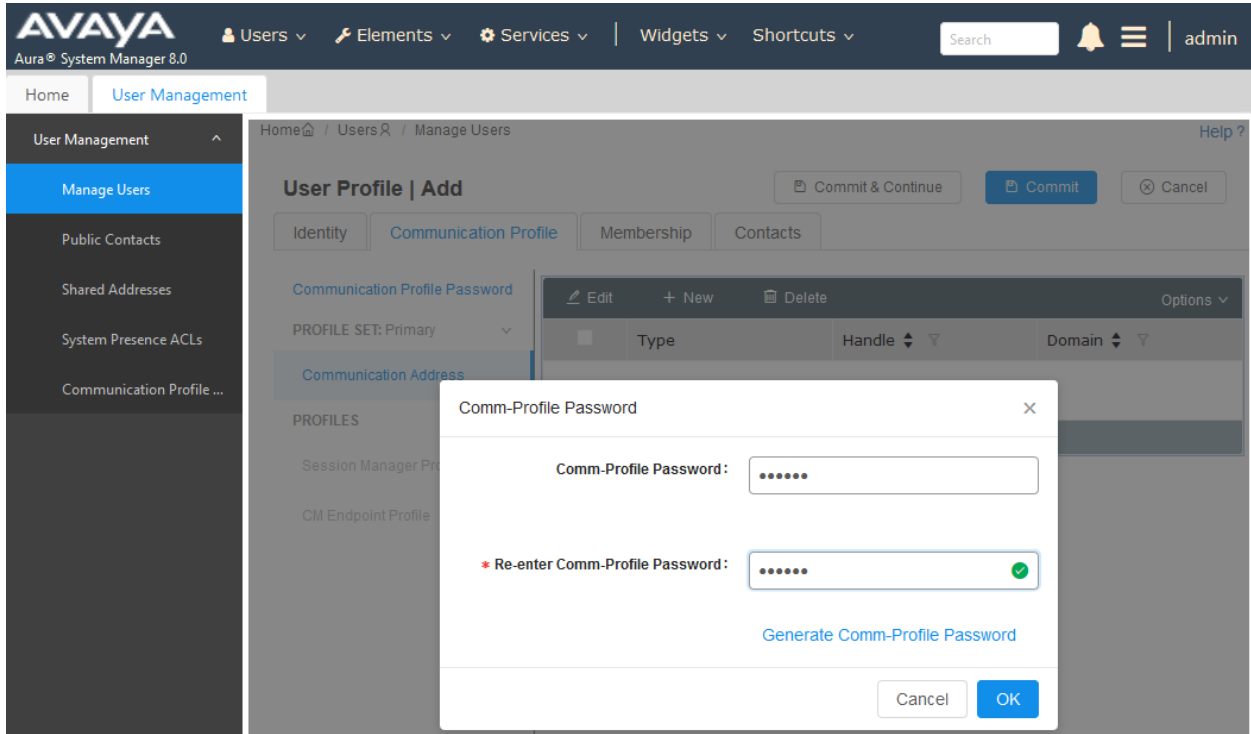 AVAYA
Aura® System Manager 8.0
Users Elements Services | Widgets Shortcuts Search admin
Home User Management
User Management
Manage Users
Public Contacts
Shared Addresses
System Presence ACLs
Communication Profile ...
Home / Users / Manage Users Help ?
User Profile | Add Commit & Continue Commit Cancel
Identity Communication Profile Membership Contacts
Communication Profile Password
PROFILE SET: Primary
Communication Address
PROFILES
Session Manager
CM Endpoint Profile
Edit + New Delete Options
Type Handle Domain
Comm-Profile Password ×
Comm-Profile Password: ••••••
* Re-enter Comm-Profile Password: ••••••
Generate Comm-Profile Password
Cancel OK